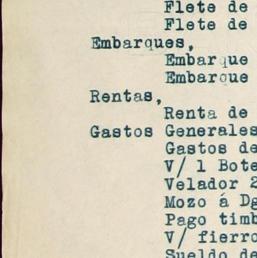 Flete de
Flete de
Embarques,
Embarque
Embarque
Rentas,
Renta de
Gastos Generales
Gastos de
V/ 1 Bote
Velador 2
Mozo á Dg
Pago timb
V/ fierro
Sueldo de